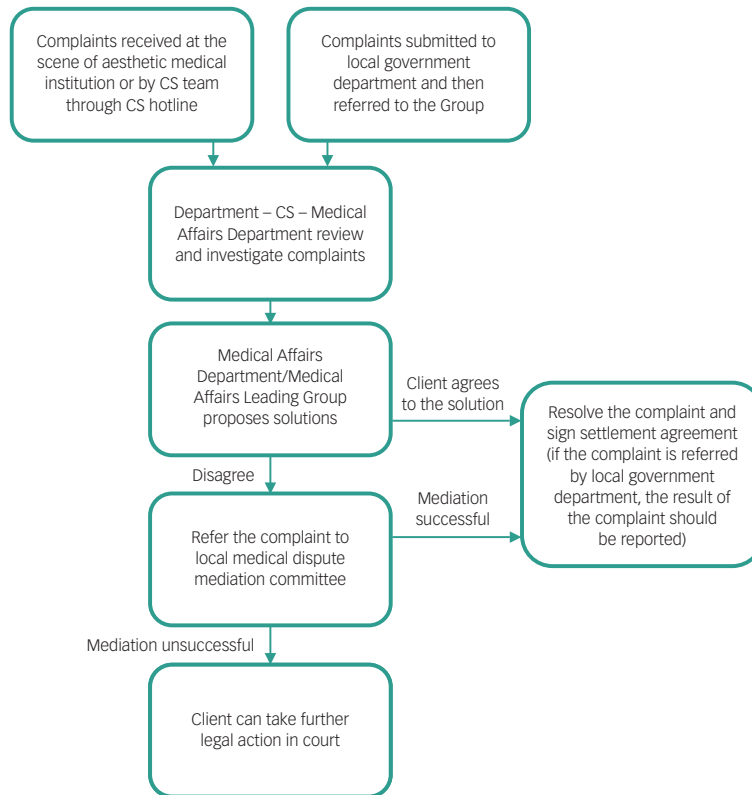 Complaints received at the
scene of aesthetic medical
institution or by CS team
through CS hotline
Complaints submitted to
local government
department and then
referred to the Group
Department – CS – Medical
Affairs Department review
and investigate complaints
Medical Affairs
Department/Medical
Affairs Leading Group
proposes solutions
Client agrees
to the solution
Resolve the complaint and
sign settlement agreement
(if the complaint is referred
by local government
department, the result of
the complaint should
be reported)
Disagree
Mediation
successful
Refer the complaint to
local medical dispute
mediation committee
Mediation unsuccessful
Client can take further
legal action in court